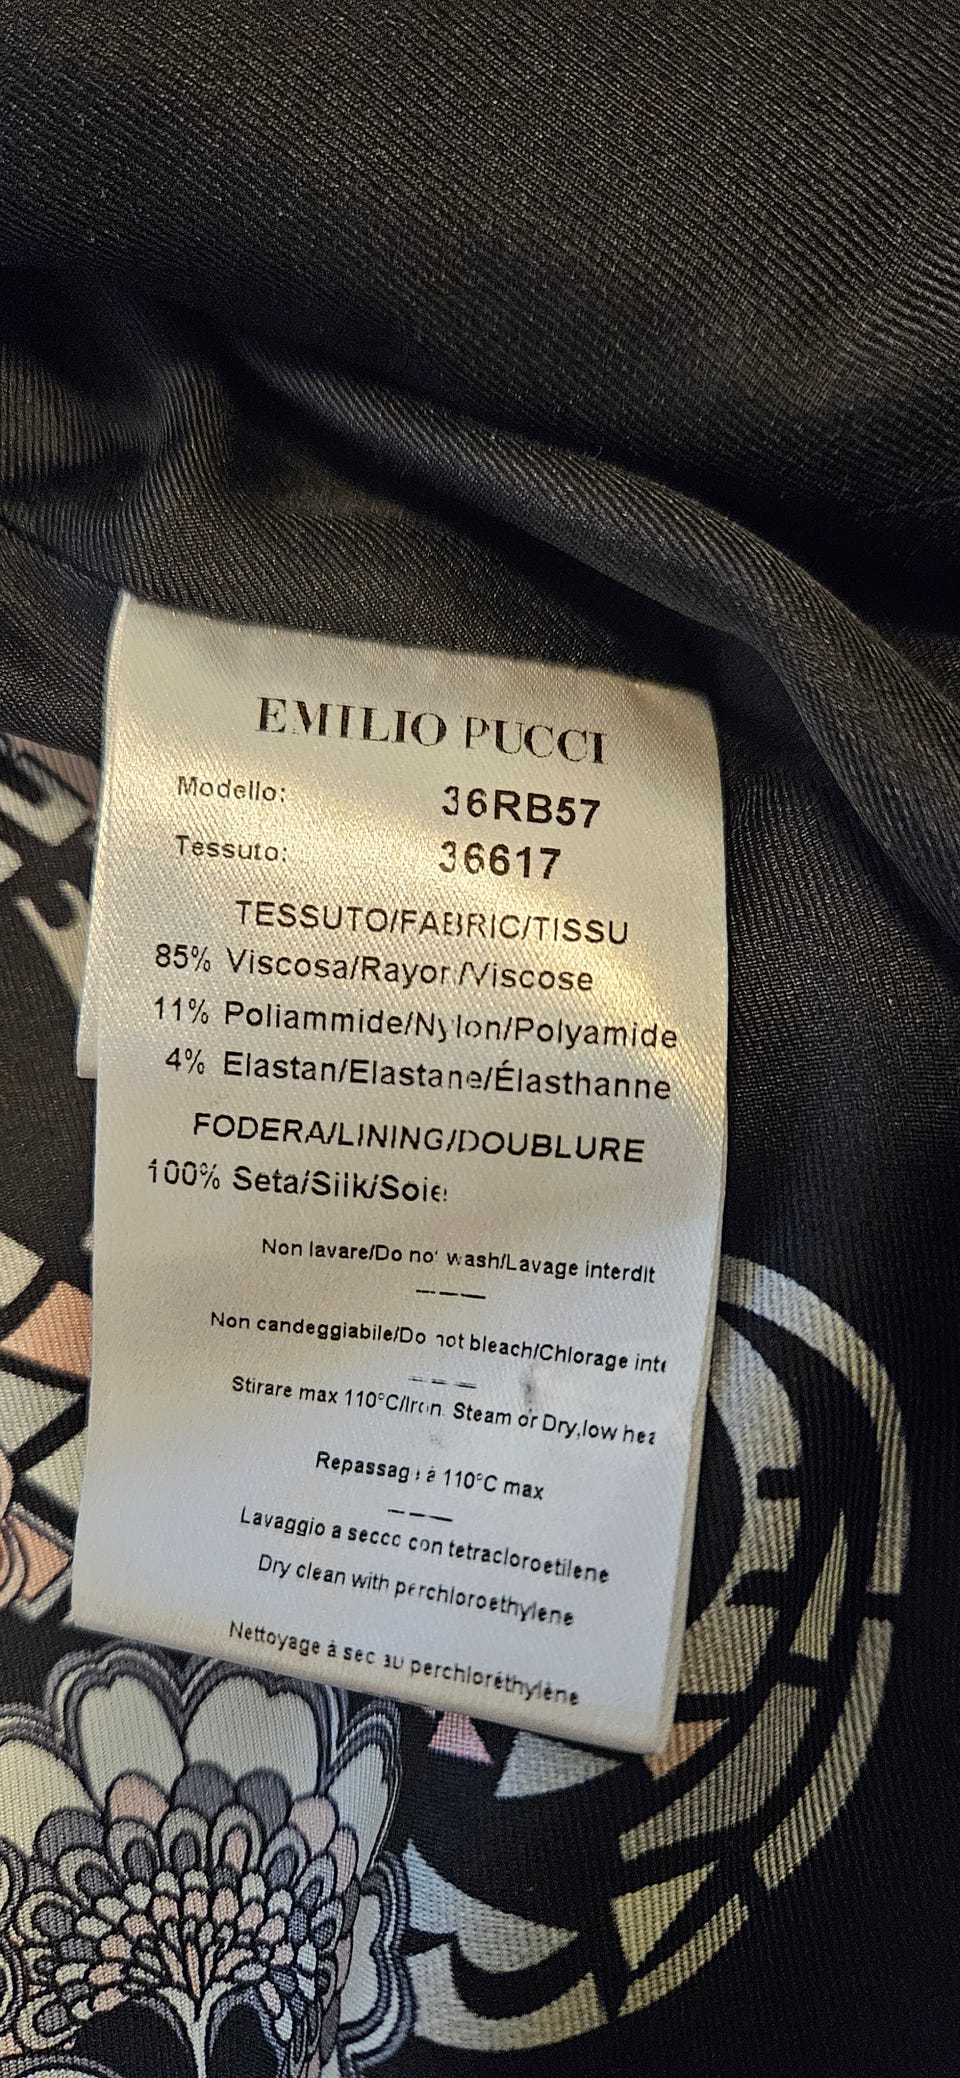 EMILIO PUCCI
Modello: 36RB57
Tessuto: 36617
TESSUTO/FABRIC/TISSU
85% Viscosa/Rayon/Viscose
11% Poliammide/Nylon/Polyamide
4% Elastan/Elastane/Élasthanne
FODERA/LINING/DOUBLURE
100% Seta/Silk/Soie
Non lavare/Do not wash/Lavage interdit
---
Non candeggiabile/Do not bleach/Chlorage inte
---
Stirare max 110°C/Iron. Steam or Dry,low hea
Repassage à 110°C max
---
Lavaggio a secco con tetracloroetilene
Dry clean with perchloroethylene
Nettoyage à sec au perchloréthylène